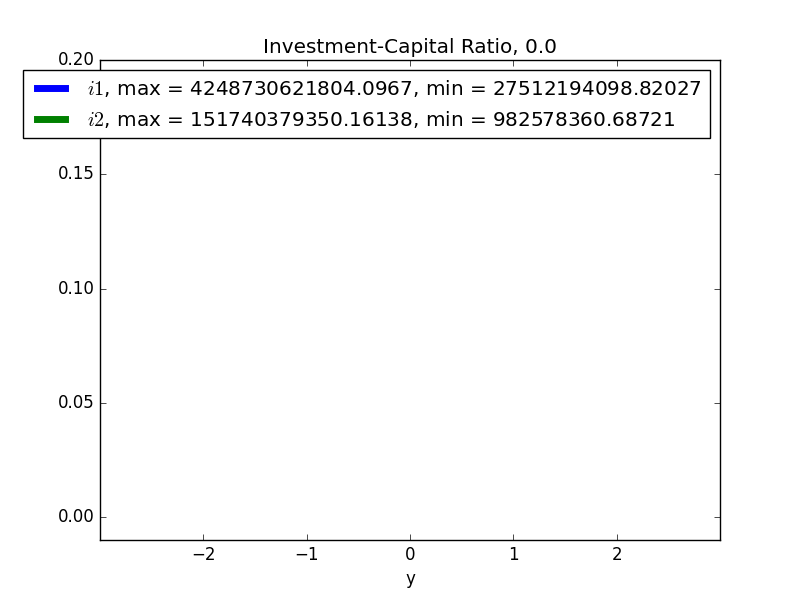 Investment-Capital Ratio, 0.0
0.20
i1, max = 4248730621804.0967, min = 27512194098.82027
i2, max = 151740379350.16138, min = 982578360.68721
0.15
0.10
0.05
0.00
−2 −1 0 1 2
y